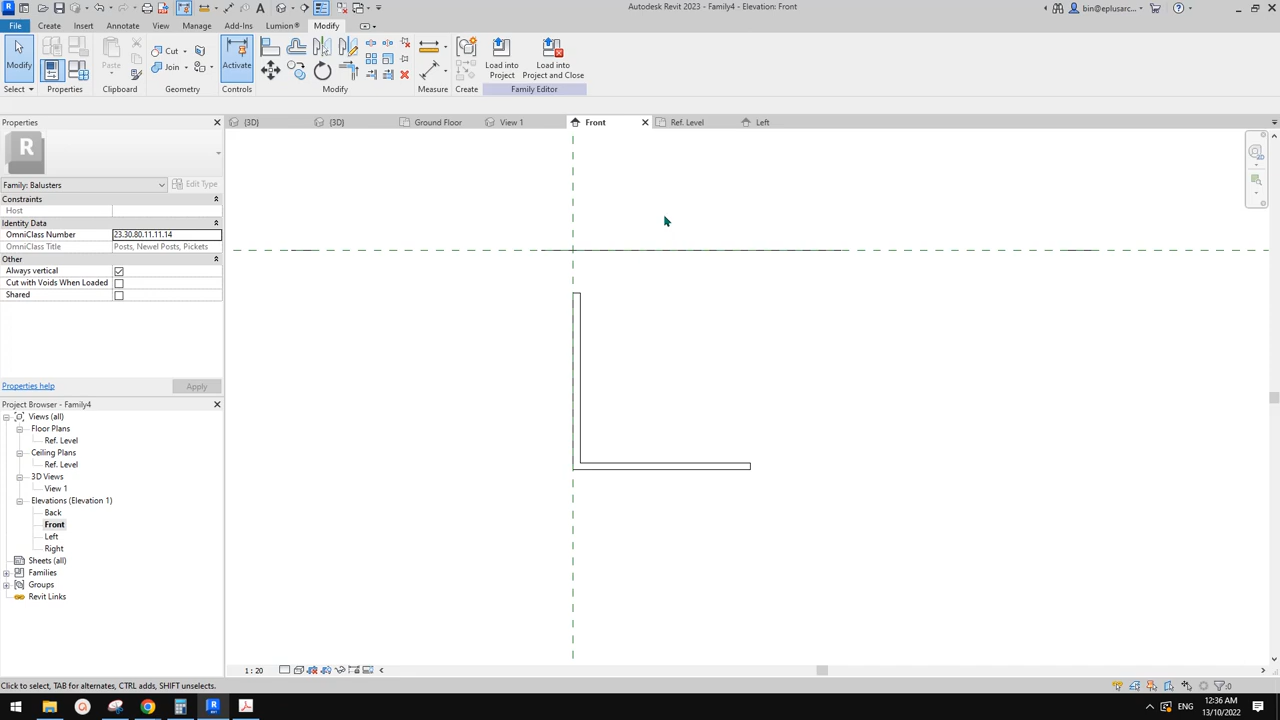 Autodesk Revit 2023 - Family4 - Elevation: Front
bin@eplusarc...
File Create Insert Annotate View Manage Add-Ins Lumion® Modify
Modify
Paste
Cut
Join
Activate
Load into Project
Load into Project and Close
Select Properties Clipboard Geometry Controls Modify Measure Create Family Editor
Properties
{3D} {3D} Ground Floor View 1 Front Ref. Level Left
R
Family: Balusters Edit Type
Constraints
Host
Identity Data
OmniClass Number 23.30.80.11.11.14
OmniClass Title Posts, Newel Posts, Pickets
Other
Always vertical
Cut with Voids When Loaded
Shared
Properties help Apply
Project Browser - Family4
Views (all)
Floor Plans
Ref. Level
Ceiling Plans
Ref. Level
3D Views
View 1
Elevations (Elevation 1)
Back
Front
Left
Right
Sheets (all)
Families
Groups
Revit Links
1 : 20
Click to select, TAB for alternates, CTRL adds, SHIFT unselects.
:0
ENG
12:36 AM
13/10/2022